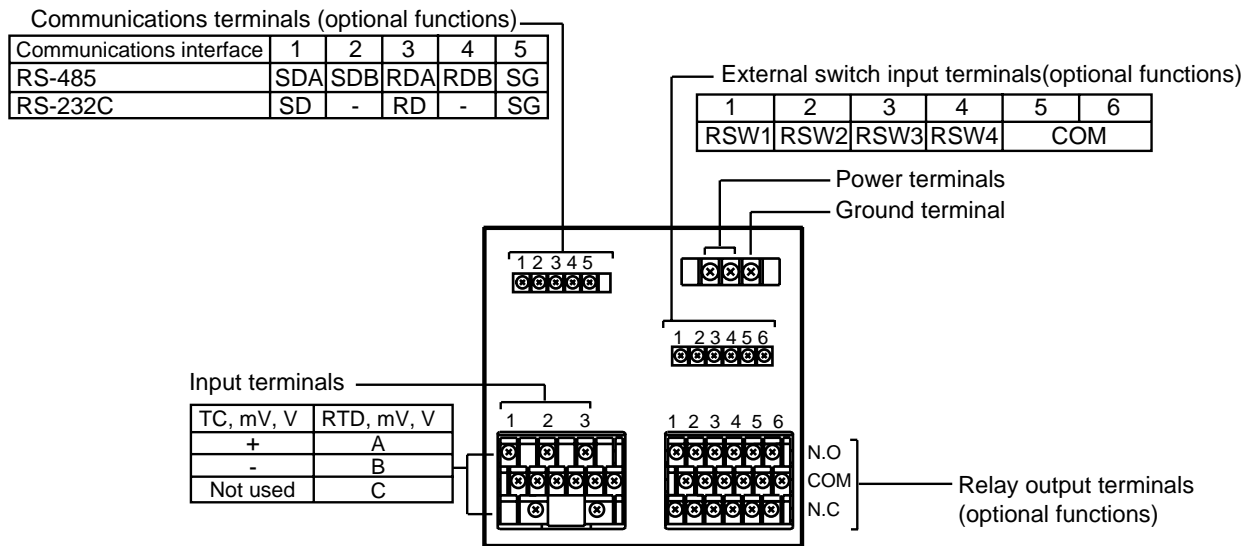 Communications terminals (optional functions)
Communications interface 1 2 3 4 5
RS-485 SDA SDB RDA RDB SG
RS-232C SD - RD - SG
External switch input terminals(optional functions)
1 2 3 4 5 6
RSW1 RSW2 RSW3 RSW4 COM
Power terminals
Ground terminal
1 2 3 4 5
1 2 3 4 5 6
Input terminals
TC, mV, V RTD, mV, V
+ A
- B
Not used C
1 2 3
1 2 3 4 5 6
N.O
COM
N.C
Relay output terminals
(optional functions)